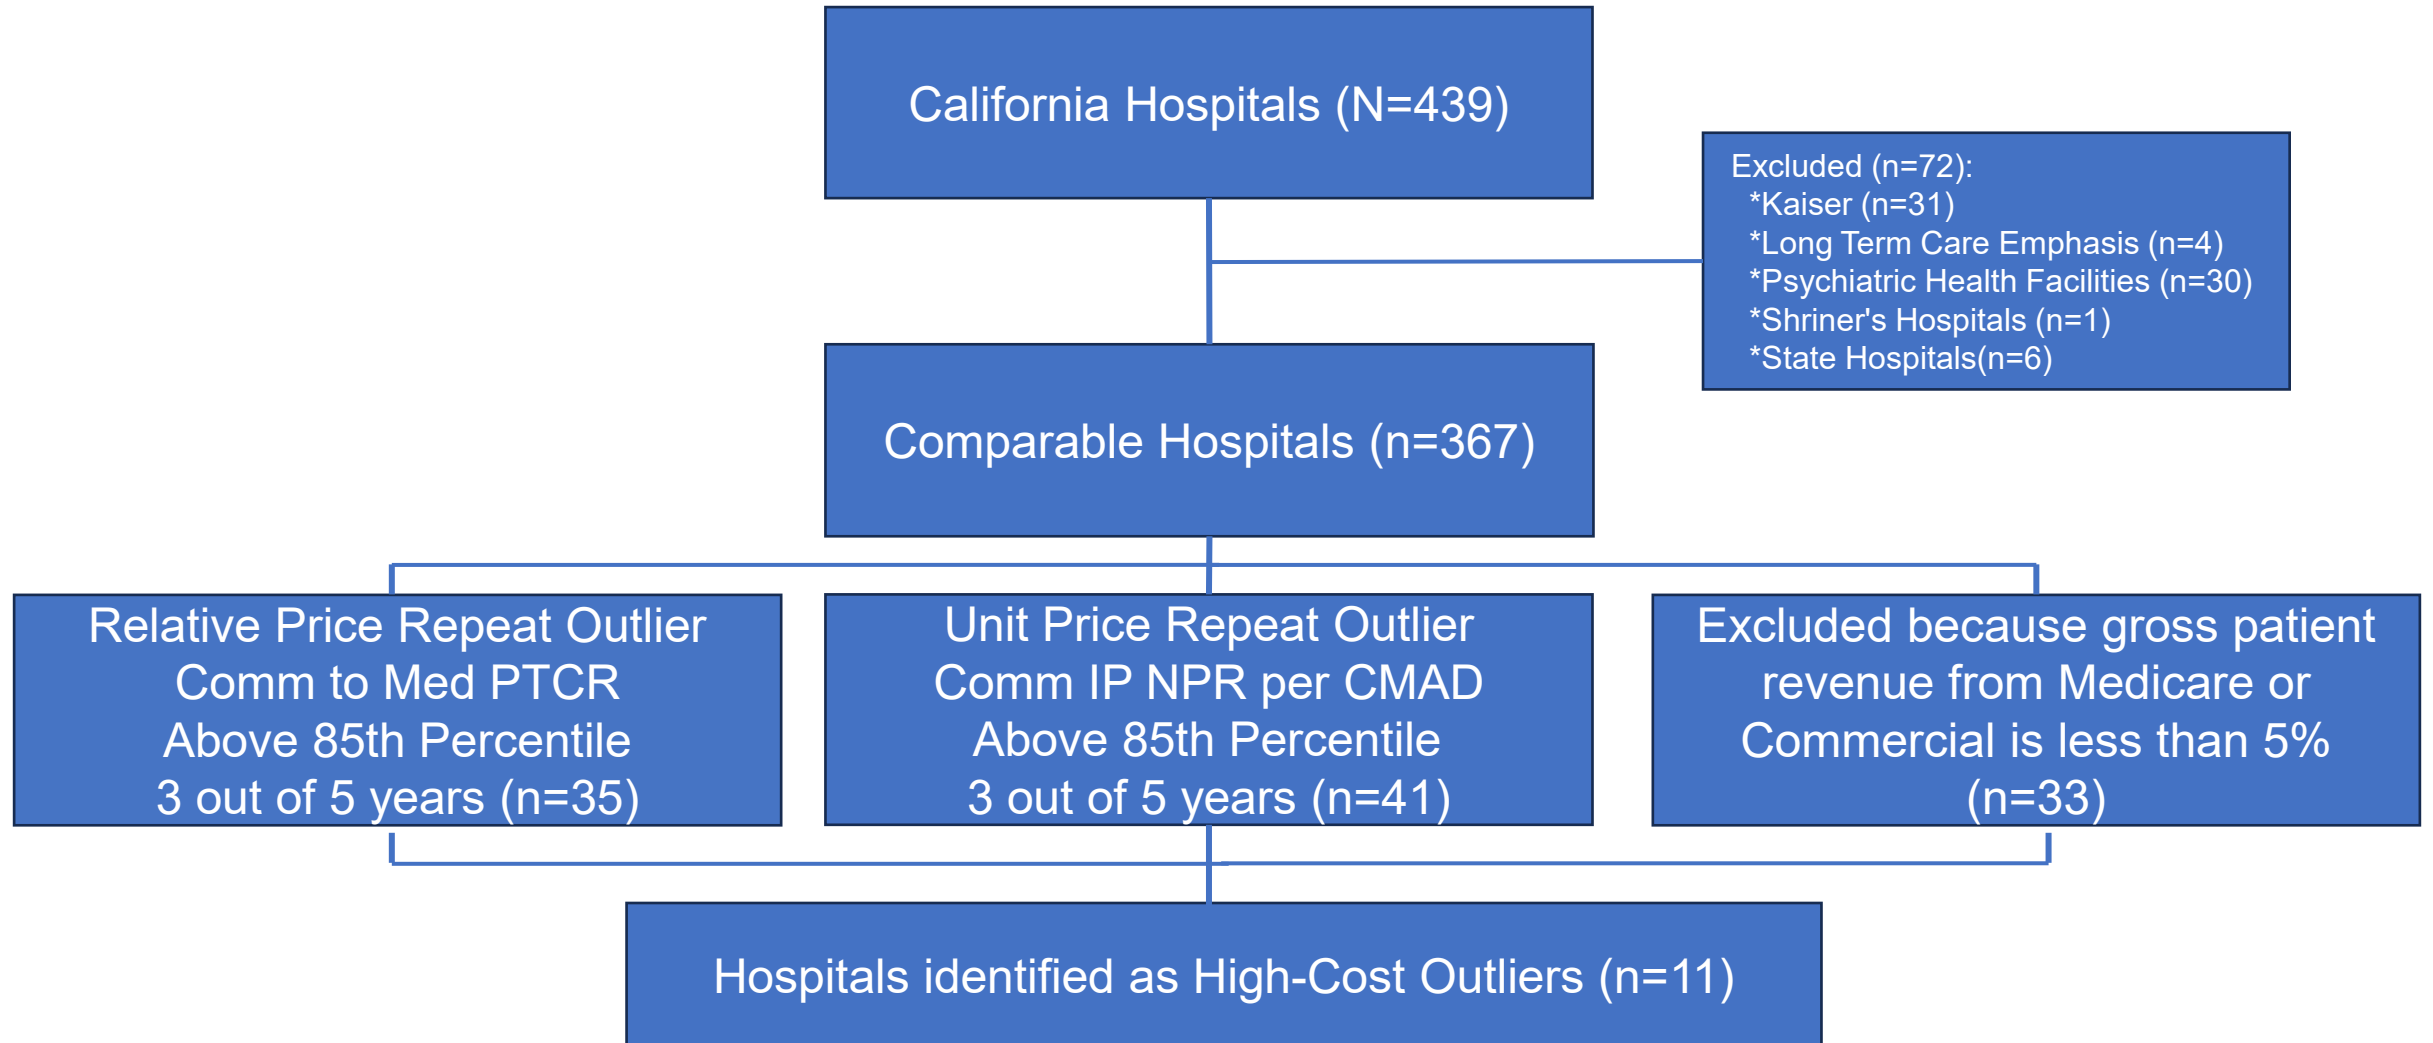 California Hospitals (N=439)
Excluded (n=72):
*Kaiser (n=31)
*Long Term Care Emphasis (n=4)
*Psychiatric Health Facilities (n=30)
*Shriner's Hospitals (n=1)
*State Hospitals(n=6)
Comparable Hospitals (n=367)
Relative Price Repeat Outlier
Comm to Med PTCR
Above 85th Percentile
3 out of 5 years (n=35)
Unit Price Repeat Outlier
Comm IP NPR per CMAD
Above 85th Percentile
3 out of 5 years (n=41)
Excluded because gross patient
revenue from Medicare or
Commercial is less than 5%
(n=33)
Hospitals identified as High-Cost Outliers (n=11)